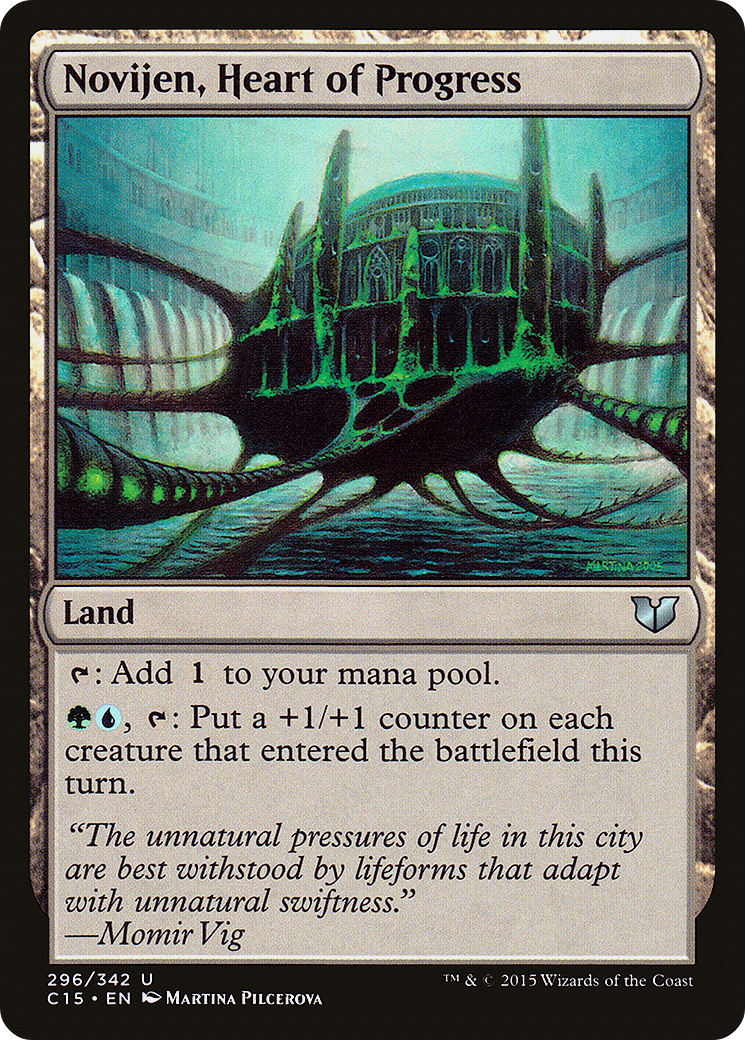 Novijen, Heart of Progress
MARTINA 2005
Land
: Add 1 to your mana pool.
, : Put a +1/+1 counter on each
creature that entered the battlefield this
turn.
“The unnatural pressures of life in this city
are best withstood by lifeforms that adapt
with unnatural swiftness.”
—Momir Vig
296/342 U
™ & © 2015 Wizards of the Coast
C15 • EN Martina Pilcerova